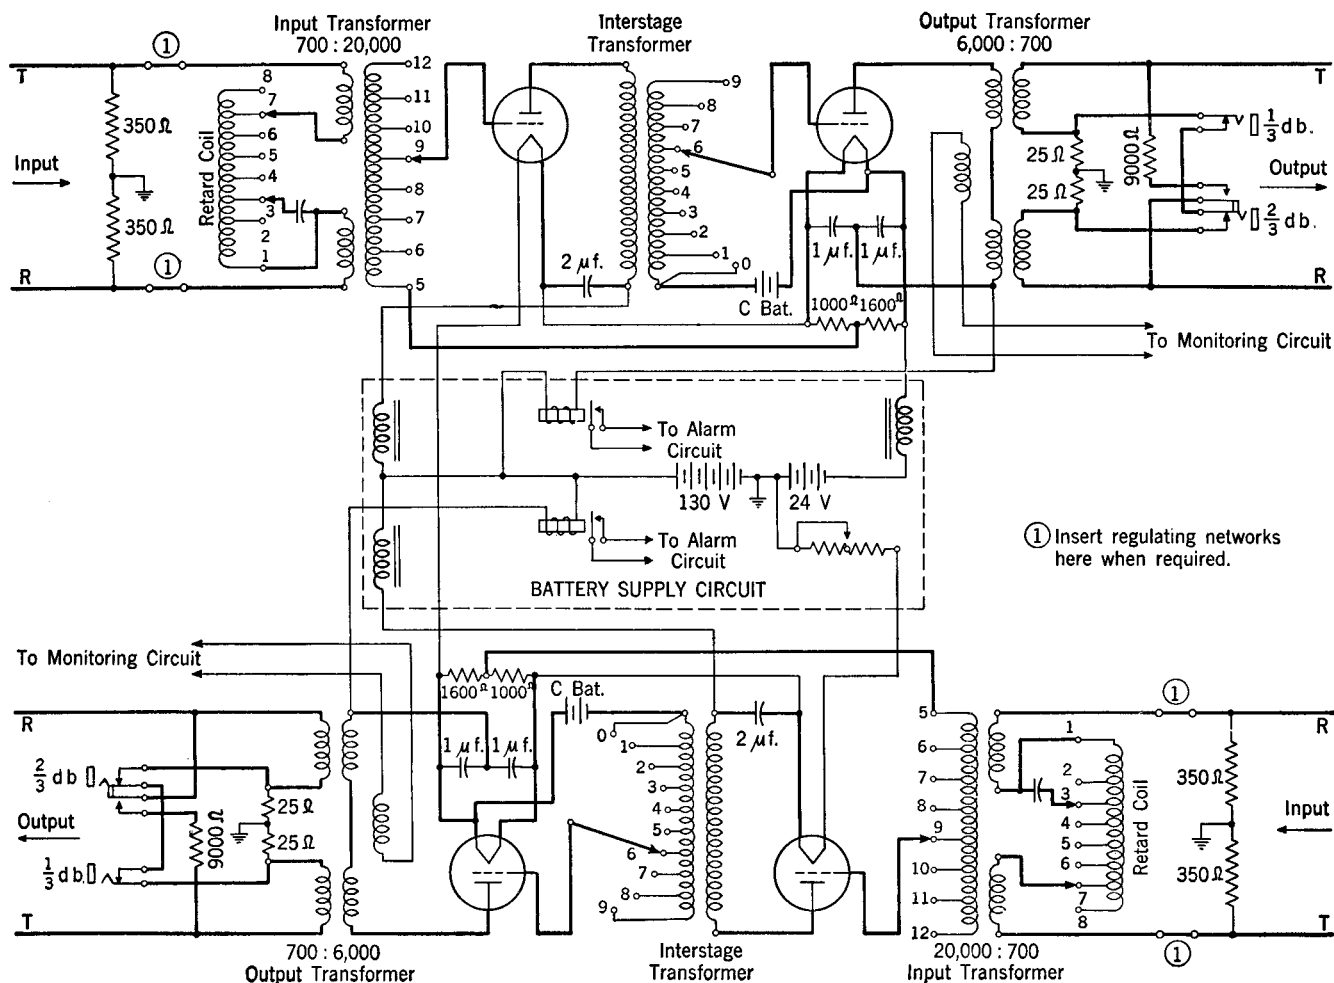 Input Transformer
700 : 20,000
Interstage
Transformer
Output Transformer
6,000 : 700
1
T
8
7
6
5
4
3
2
1
350 Ω
Input
350 Ω
Retard Coil
R
1
12
11
10
9
8
7
6
5
2 μf.
9
8
7
6
5
4
3
2
1
0
C Bat.
1 μf.
1 μf.
1000 Ω
1600 Ω
25 Ω
25 Ω
9000 Ω
T
1/3 db.
Output
2/3 db.
R
To Monitoring Circuit
To Alarm
Circuit
130 V
24 V
To Alarm
Circuit
BATTERY SUPPLY CIRCUIT
1 Insert regulating networks
here when required.
To Monitoring Circuit
R
2/3 db
Output
1/3 db.
T
9000 Ω
25 Ω
25 Ω
700 : 6,000
Output Transformer
1600 Ω
1000 Ω
1 μf.
1 μf.
C Bat.
0
1
2
3
4
5
6
7
8
9
2 μf.
Interstage
Transformer
5
6
7
8
9
10
11
12
20,000 : 700
Input Transformer
1
2
3
4
5
6
7
8
Retard Coil
1
R
350 Ω
Input
350 Ω
T
1